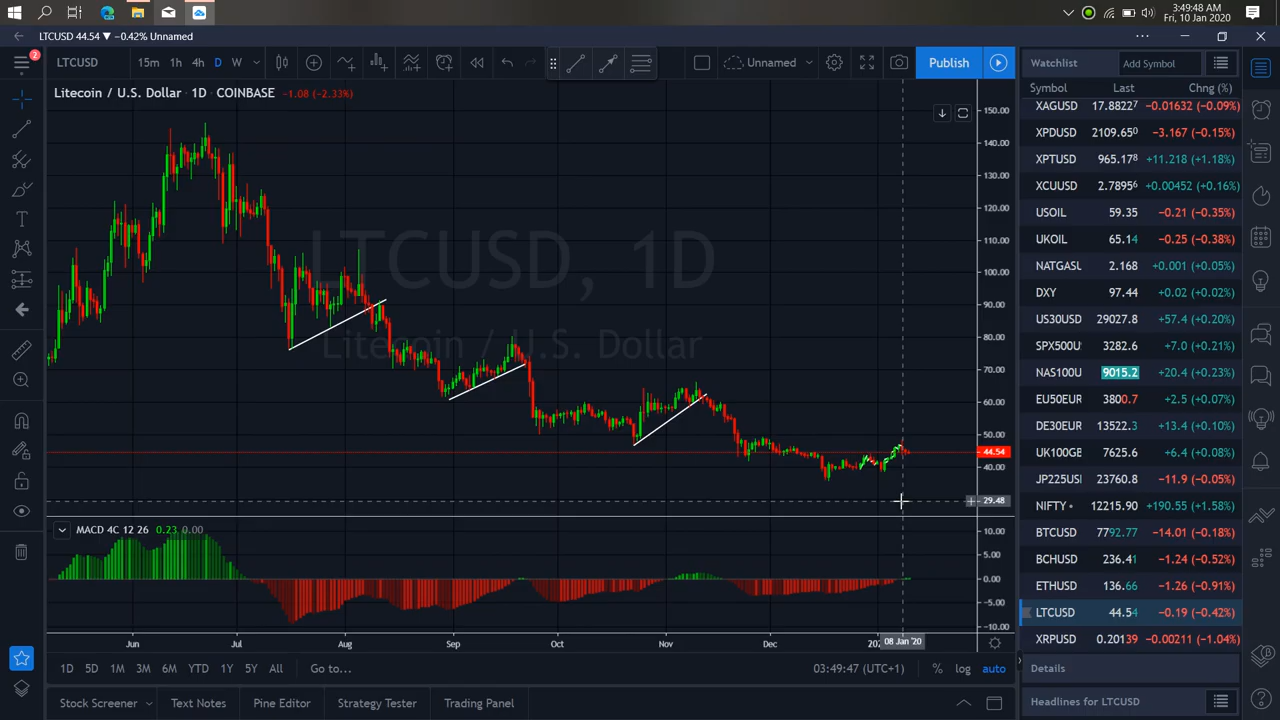 3:49:48 AM
Fri, 10 Jan 2020
LTCUSD 44.54 ▼ −0.42% Unnamed
2
LTCUSD 15m 1h 4h D W Unnamed Publish
Watchlist Add Symbol
Litecoin / U.S. Dollar · 1D · COINBASE −1.08 (−2.33%)
LTCUSD, 1D
Litecoin / U.S. Dollar
150.00
140.00
130.00
120.00
110.00
100.00
90.00
80.00
70.00
60.00
50.00
44.54
40.00
29.48
MACD 4C 12 26 0.23 0.00
10.00
5.00
0.00
−5.00
−10.00
Jun Jul Aug Sep Oct Nov Dec 202 08 Jan '20
1D 5D 1M 3M 6M YTD 1Y 5Y All Go to... 03:49:47 (UTC+1) % log auto
Stock Screener Text Notes Pine Editor Strategy Tester Trading Panel
Symbol Last Chng (%)
XAGUSD 17.88227 −0.01632 (−0.09%)
XPDUSD 2109.650 −3.167 (−0.15%)
XPTUSD 965.178 +11.218 (+1.18%)
XCUUSD 2.78956 +0.00452 (+0.16%)
USOIL 59.35 −0.21 (−0.35%)
UKOIL 65.14 −0.25 (−0.38%)
NATGASU 2.168 +0.001 (+0.05%)
DXY 97.44 +0.02 (+0.02%)
US30USD 29027.8 +57.4 (+0.20%)
SPX500U 3282.6 +7.0 (+0.21%)
NAS100U 9015.2 +20.4 (+0.23%)
EU50EUR 3800.7 +2.5 (+0.07%)
DE30EUR 13522.3 +13.4 (+0.10%)
UK100GB 7625.6 +6.4 (+0.08%)
JP225US 23760.8 −11.9 (−0.05%)
NIFTY 12215.90 +190.55 (+1.58%)
BTCUSD 7792.77 −14.01 (−0.18%)
BCHUSD 236.41 −1.24 (−0.52%)
ETHUSD 136.66 −1.26 (−0.91%)
LTCUSD 44.54 −0.19 (−0.42%)
XRPUSD 0.20139 −0.00211 (−1.04%)
Details
Headlines for LTCUSD